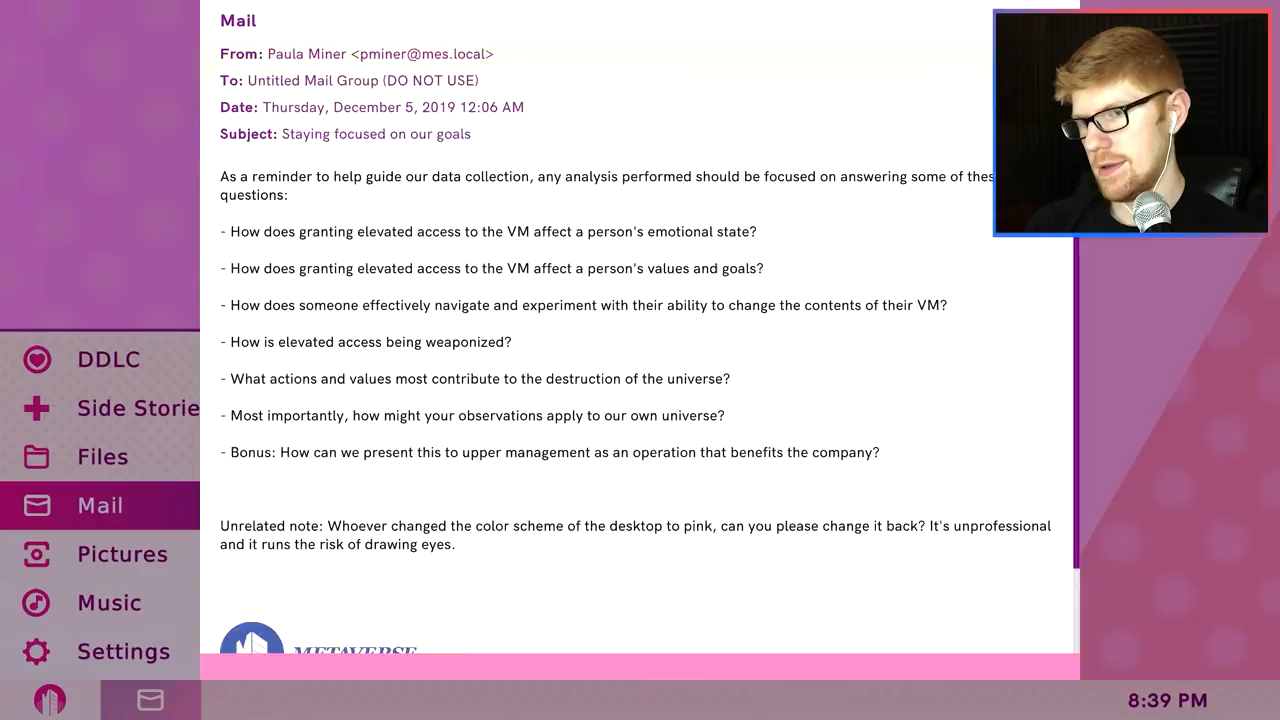 Mail
From: Paula Miner <pminer@mes.local>
To: Untitled Mail Group (DO NOT USE)
Date: Thursday, December 5, 2019 12:06 AM
Subject: Staying focused on our goals
As a reminder to help guide our data collection, any analysis performed should be focused on answering some of thes
questions:
- How does granting elevated access to the VM affect a person's emotional state?
- How does granting elevated access to the VM affect a person's values and goals?
- How does someone effectively navigate and experiment with their ability to change the contents of their VM?
- How is elevated access being weaponized?
- What actions and values most contribute to the destruction of the universe?
- Most importantly, how might your observations apply to our own universe?
- Bonus: How can we present this to upper management as an operation that benefits the company?
Unrelated note: Whoever changed the color scheme of the desktop to pink, can you please change it back? It's unprofessional
and it runs the risk of drawing eyes.
METAVERSE
DDLC
Side Storie
Files
Mail
Pictures
Music
Settings
8:39 PM